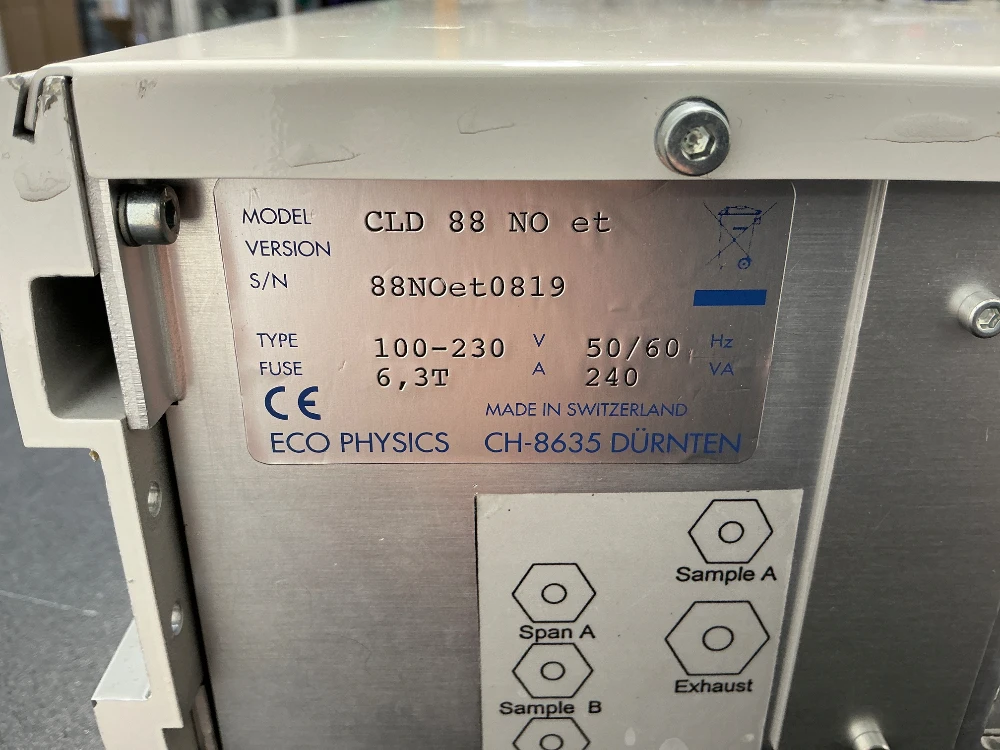 MODEL CLD 88 NO et
VERSION
S/N 88NOet0819
TYPE 100-230 V 50/60 Hz
FUSE 6,3T A 240 VA
CE MADE IN SWITZERLAND
ECO PHYSICS CH-8635 DÜRNTEN
Sample A
Span A
Exhaust
Sample B